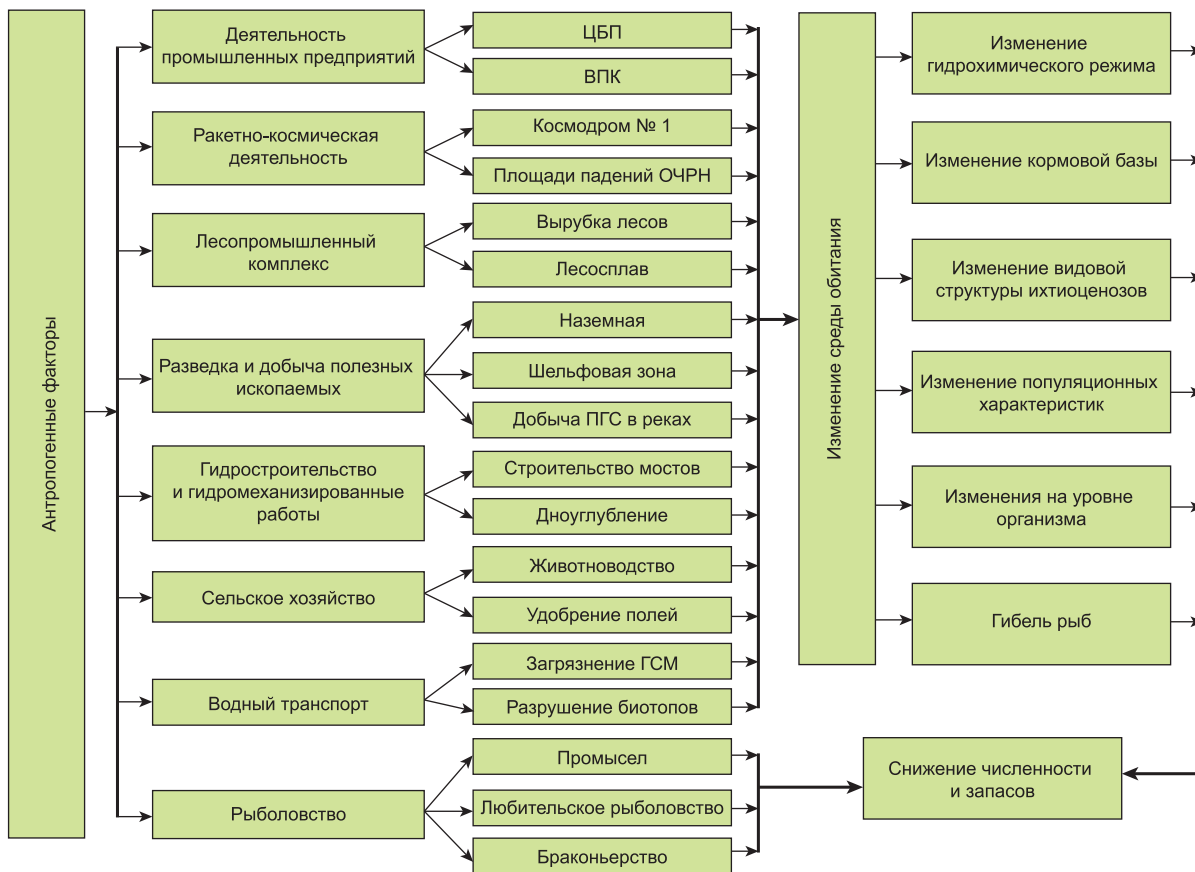 Антропогенные факторы
Деятельность
промышленных предприятий
ЦБП
ВПК
Ракетно-космическая
деятельность
Космодром № 1
Площади падений ОЧРН
Лесопромышленный
комплекс
Вырубка лесов
Лесосплав
Разведка и добыча полезных
ископаемых
Наземная
Шельфовая зона
Добыча ПГС в реках
Гидростроительство
и гидромеханизированные
работы
Строительство мостов
Дноуглубление
Сельское хозяйство
Животноводство
Удобрение полей
Водный транспорт
Загрязнение ГСМ
Разрушение биотопов
Рыболовство
Промысел
Любительское рыболовство
Браконьерство
Изменение среды обитания
Изменение
гидрохимического режима
Изменение кормовой базы
Изменение видовой
структуры ихтиоценозов
Изменение популяционных
характеристик
Изменения на уровне
организма
Гибель рыб
Снижение численности
и запасов